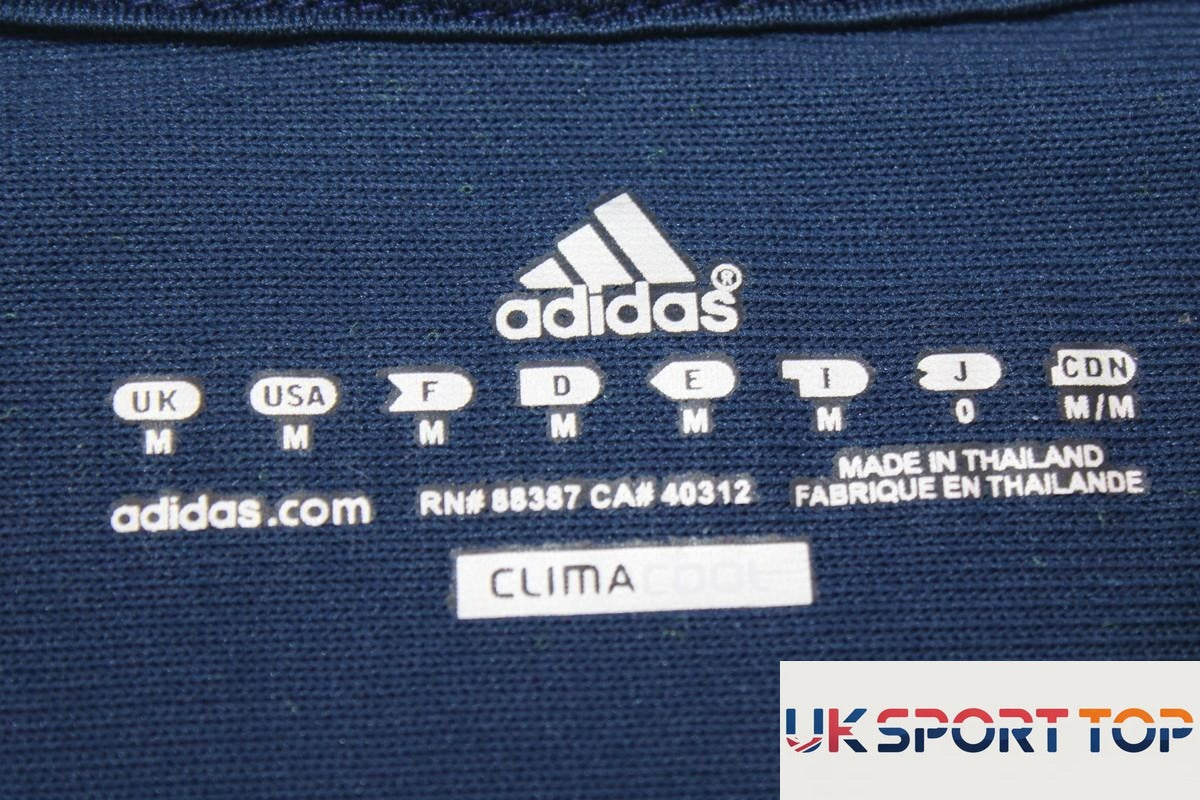 adidas®
UK USA F D E I J CDN
M M M M M M O M/M
adidas.com RN# 88387 CA# 40312 MADE IN THAILAND
FABRIQUE EN THAILANDE
CLIMAcool
UK SPORT TOP